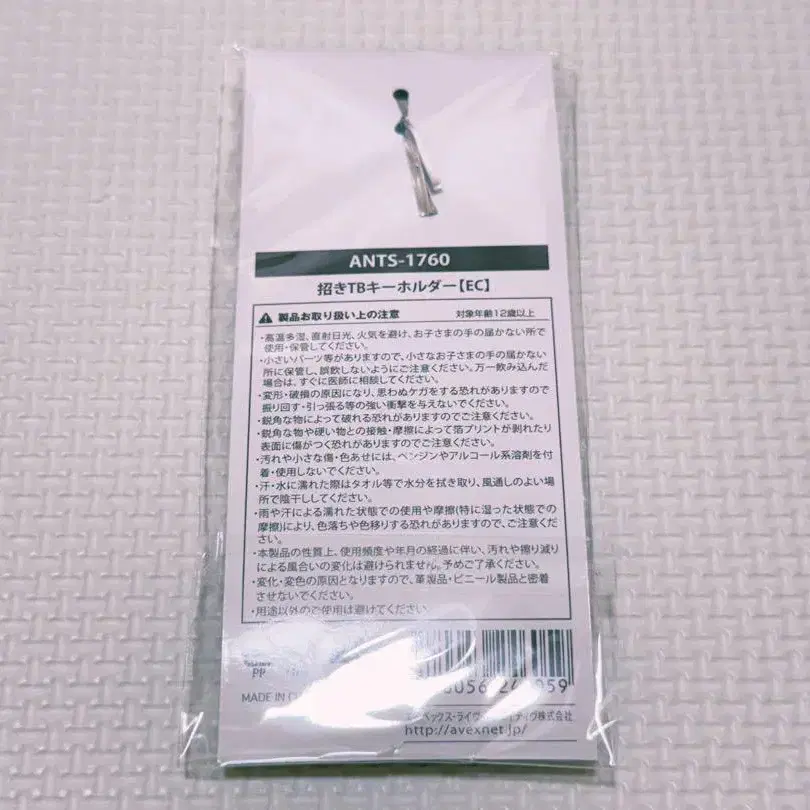 ANTS-1760
招きTBキーホルダー【EC】
製品お取り扱い上の注意 対象年齢12歳以上
・高温多湿、直射日光、火気を避け、お子さまの手の届かない所で
使用・保管してください。
・小さいパーツ等がありますので、小さなお子さまの手の届かない
所に保管し、誤飲しないようにご注意ください。万一飲み込んだ
場合は、すぐに医師に相談してください。
・変形・破損の原因になり、思わぬケガをする恐れがありますので
振り回す・引っ張る等の強い衝撃を与えないでください。
・鋭角な物によって破れる恐れがありますのでご注意ください。
・鋭角な物や硬い物との接触・摩擦によって箔プリントが剥れたり
表面に傷がつく恐れがありますのでご注意ください。
・汚れや小さな傷・色あせには、ベンジンやアルコール系溶剤を付
着・使用しないでください。
・汗・水に濡れた際はタオル等で水分を拭き取り、風通しのよい場
所で陰干ししてください。
・雨や汗による濡れた状態での使用や摩擦(特に湿った状態での
摩擦)により、色落ちや色移りする恐れがありますので、ご注意くだ
さい。
・本製品の性質上、使用頻度や年月の経過に伴い、汚れや擦り減り
による風合いの変化は避けられません。予めご了承ください。
・変化・変色の原因となりますので、革製品・ビニール製品と密着
させないでください。
・用途以外のご使用は避けてください
PP
MADE IN
ックス・ライヴ ティヴ株式会社
http://avexnet.jp/